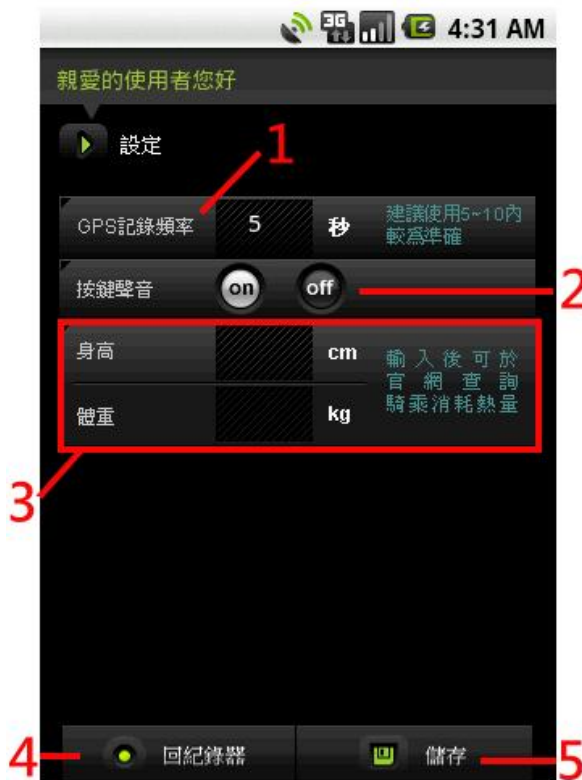 3G
4:31 AM
親愛的使用者您好
設定
1
GPS記錄頻率
5
秒
建議使用5~10內
較為準確
按鍵聲音
on
off
2
身高
cm
體重
kg
輸入後可於
官網查詢
騎乘消耗熱量
3
4
回紀錄器
儲存
5